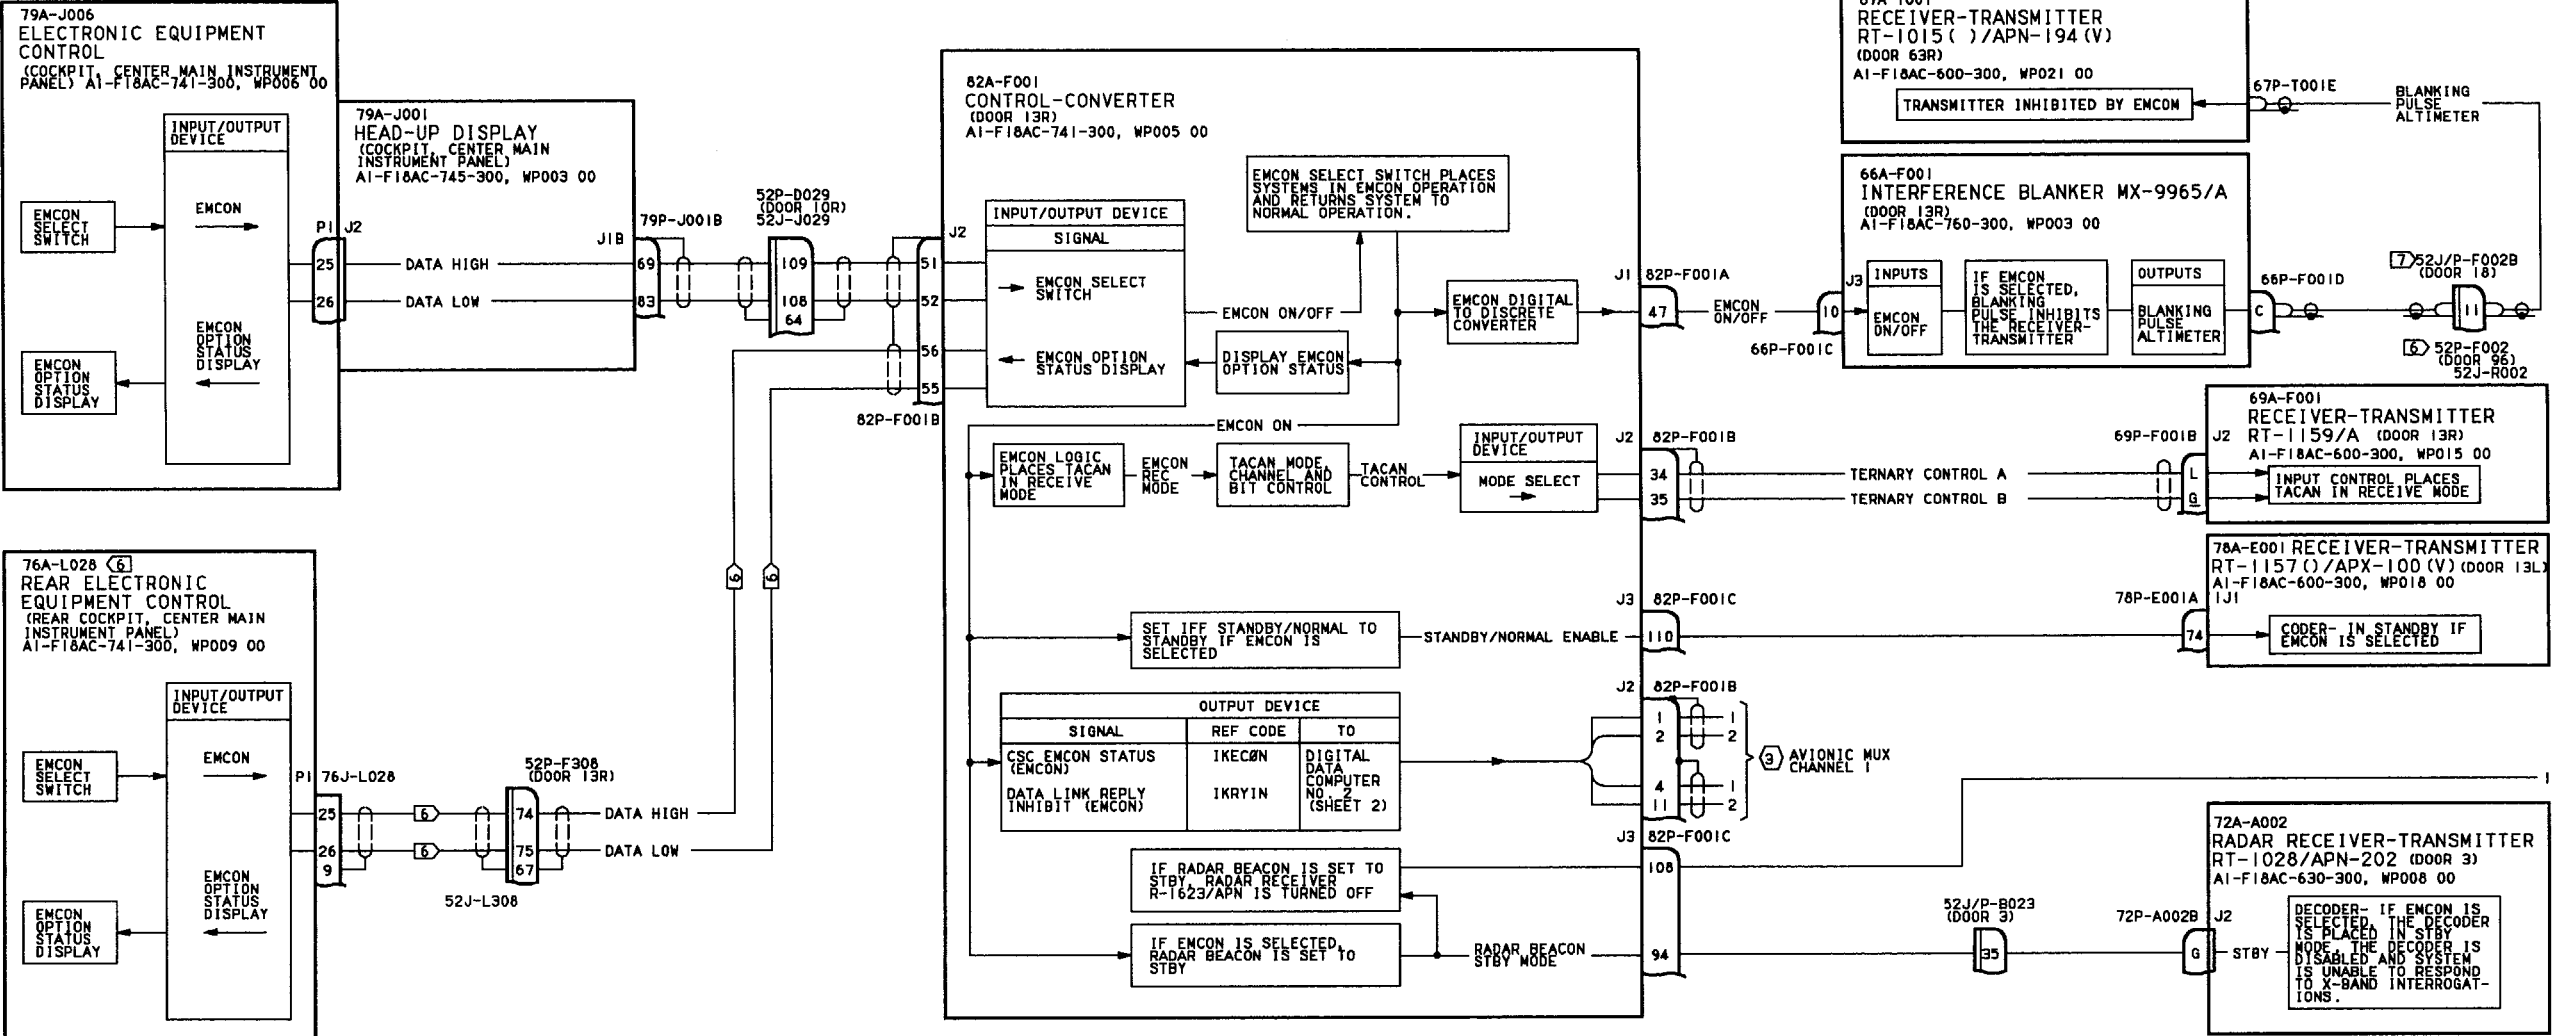 79A-J006
ELECTRONIC EQUIPMENT
CONTROL
(COCKPIT, CENTER MAIN INSTRUMENT
PANEL) A1-F18AC-741-300, WP006 00
INPUT/OUTPUT
DEVICE
EMCON
SELECT
SWITCH
EMCON
EMCON
OPTION
STATUS
DISPLAY
EMCON
OPTION
STATUS
DISPLAY
P1 J2
25
26
79A-J001
HEAD-UP DISPLAY
(COCKPIT, CENTER MAIN
INSTRUMENT PANEL)
A1-F18AC-745-300, WP003 00
DATA HIGH
DATA LOW
J1B
79P-J001B
69
83
52P-D029
(DOOR 10R)
52J-J029
109
108
64
76A-L028 6
REAR ELECTRONIC
EQUIPMENT CONTROL
(REAR COCKPIT, CENTER MAIN
INSTRUMENT PANEL)
A1-F18AC-741-300, WP009 00
INPUT/OUTPUT
DEVICE
EMCON
SELECT
SWITCH
EMCON
EMCON
OPTION
STATUS
DISPLAY
EMCON
OPTION
STATUS
DISPLAY
P1 76J-L028
25
26
9
6
6
52P-F308
(DOOR 13R)
74
75
67
52J-L308
DATA HIGH
DATA LOW
6
6
82A-F001
CONTROL-CONVERTER
(DOOR 13R)
A1-F18AC-741-300, WP005 00
J2
51
52
56
55
82P-F001B
INPUT/OUTPUT DEVICE
SIGNAL
EMCON SELECT
SWITCH
EMCON OPTION
STATUS DISPLAY
EMCON SELECT SWITCH PLACES
SYSTEMS IN EMCON OPERATION
AND RETURNS SYSTEM TO
NORMAL OPERATION.
EMCON ON/OFF
DISPLAY EMCON
OPTION STATUS
EMCON DIGITAL
TO DISCRETE
CONVERTER
EMCON ON
EMCON LOGIC
PLACES TACAN
IN RECEIVE
MODE
EMCON
REC
MODE
TACAN MODE,
CHANNEL AND
BIT CONTROL
TACAN
CONTROL
INPUT/OUTPUT
DEVICE
MODE SELECT
SET IFF STANDBY/NORMAL TO
STANDBY IF EMCON IS
SELECTED
STANDBY/NORMAL ENABLE
OUTPUT DEVICE
SIGNAL
REF CODE
TO
CSC EMCON STATUS
(EMCON)
IKECØN
DATA LINK REPLY
INHIBIT (EMCON)
IKRYIN
DIGITAL
DATA
COMPUTER
NO. 2
(SHEET 2)
IF RADAR BEACON IS SET TO
STBY, RADAR RECEIVER
R-1623/APN IS TURNED OFF
IF EMCON IS SELECTED,
RADAR BEACON IS SET TO
STBY
RADAR BEACON
STBY MODE
J1 82P-F001A
47
EMCON
ON/OFF
J2 82P-F001B
34
35
TERNARY CONTROL A
TERNARY CONTROL B
J3 82P-F001C
110
J2 82P-F001B
1
2
4
11
1
2
1
2
3 AVIONIC MUX
CHANNEL 1
J3 82P-F001C
108
94
RECEIVER-TRANSMITTER
RT-1015( )/APN-194(V)
(DOOR 63R)
A1-F18AC-600-300, WP021 00
TRANSMITTER INHIBITED BY EMCOM
67P-T001E
BLANKING
PULSE
ALTIMETER
66A-F001
INTERFERENCE BLANKER MX-9965/A
(DOOR 13R)
A1-F18AC-760-300, WP003 00
10
J3
66P-F001C
INPUTS
EMCON
ON/OFF
IF EMCON
IS SELECTED,
BLANKING
PULSE INHIBITS
THE RECEIVER-
TRANSMITTER
OUTPUTS
BLANKING
PULSE
ALTIMETER
66P-F001D
C
7 52J/P-F002B
(DOOR 18)
11
6 52P-F002
(DOOR 96)
52J-R002
69A-F001
RECEIVER-TRANSMITTER
RT-1159/A (DOOR 13R)
A1-F18AC-600-300, WP015 00
69P-F001B J2
L
G
INPUT CONTROL PLACES
TACAN IN RECEIVE MODE
78A-E001 RECEIVER-TRANSMITTER
RT-1157()/APX-100(V) (DOOR 13L)
A1-F18AC-600-300, WP018 00
78P-E001A 1J1
74
CODER- IN STANDBY IF
EMCON IS SELECTED
1
72A-A002
RADAR RECEIVER-TRANSMITTER
RT-1028/APN-202 (DOOR 3)
A1-F18AC-630-300, WP008 00
52J/P-B023
(DOOR 3)
35
72P-A002B J2
G
STBY
DECODER- IF EMCON IS
SELECTED, THE DECODER
IS PLACED IN STBY
MODE, THE DECODER IS
DISABLED AND SYSTEM
IS UNABLE TO RESPOND
TO X-BAND INTERROGAT-
IONS.